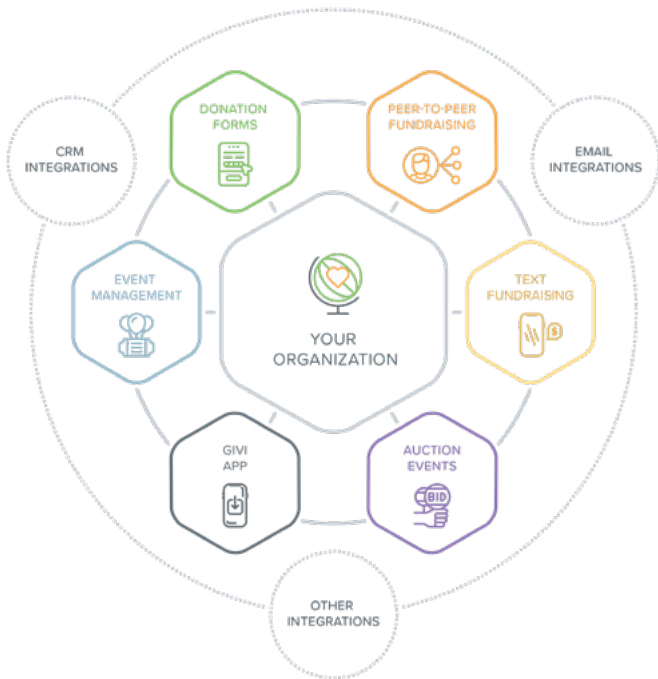 DONATION
FORMS
PEER-TO-PEER
FUNDRAISING
CRM
INTEGRATIONS
EMAIL
INTEGRATIONS
EVENT
MANAGEMENT
TEXT
FUNDRAISING
$
YOUR
ORGANIZATION
GIVI
APP
AUCTION
EVENTS
BID
OTHER
INTEGRATIONS